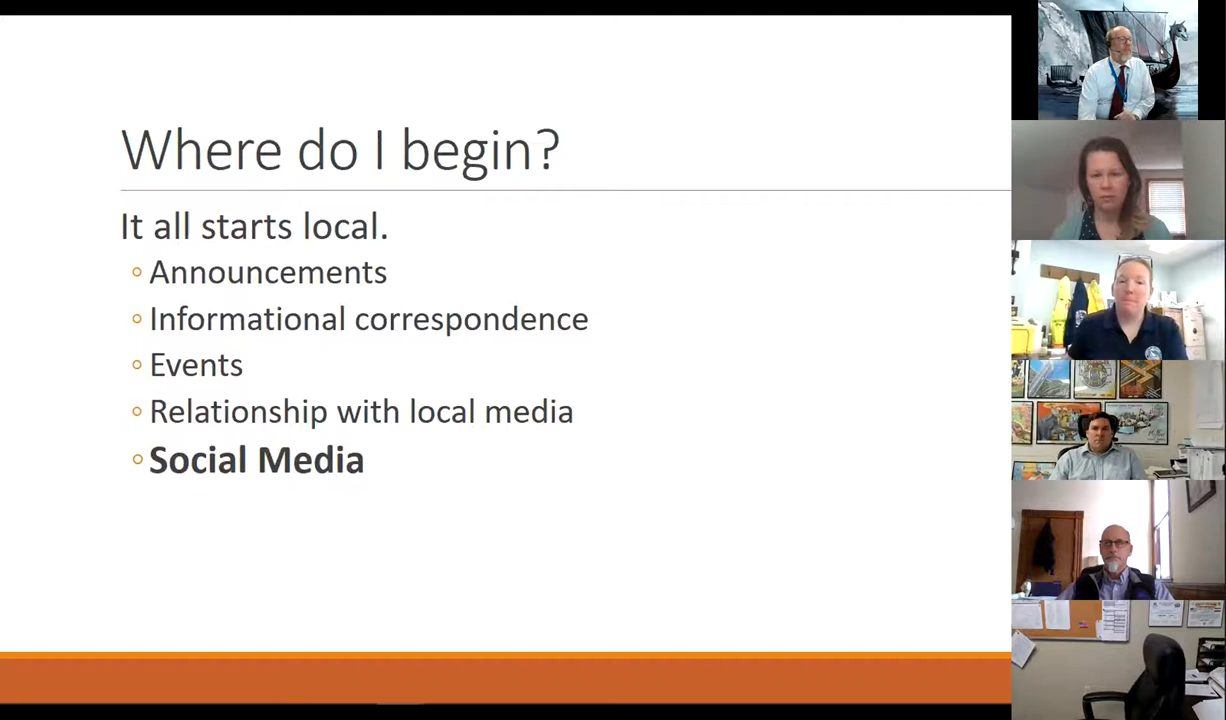 Where do I begin?
It all starts local.
Announcements
Informational correspondence
Events
Relationship with local media
Social Media